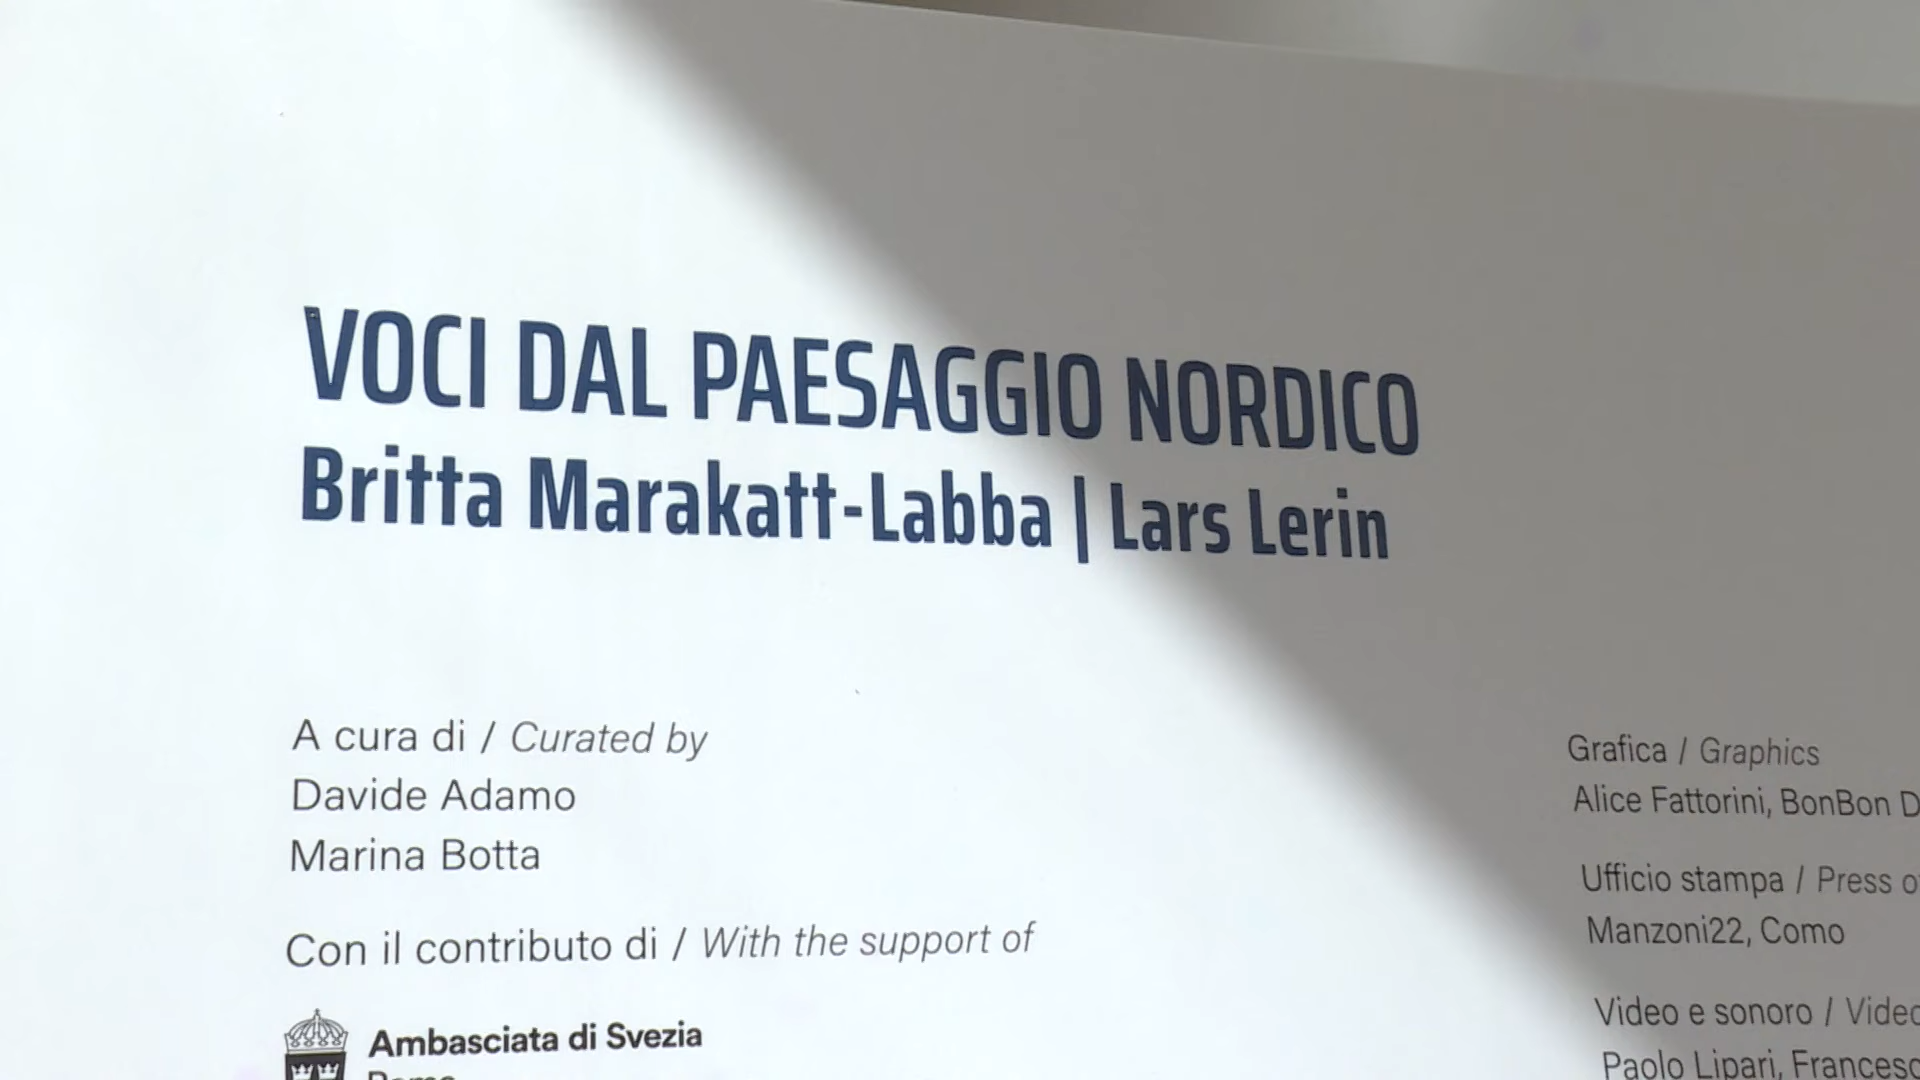 VOCI DAL PAESAGGIO NORDICO
Britta Marakatt-Labba | Lars Lerin
A cura di / Curated by
Davide Adamo
Marina Botta
Con il contributo di / With the support of
Ambasciata di Svezia
Grafica / Graphics
Alice Fattorini, BonBon D
Ufficio stampa / Press
Manzoni22, Como
Video e sonoro / Video
Paolo Lipari, Francesc